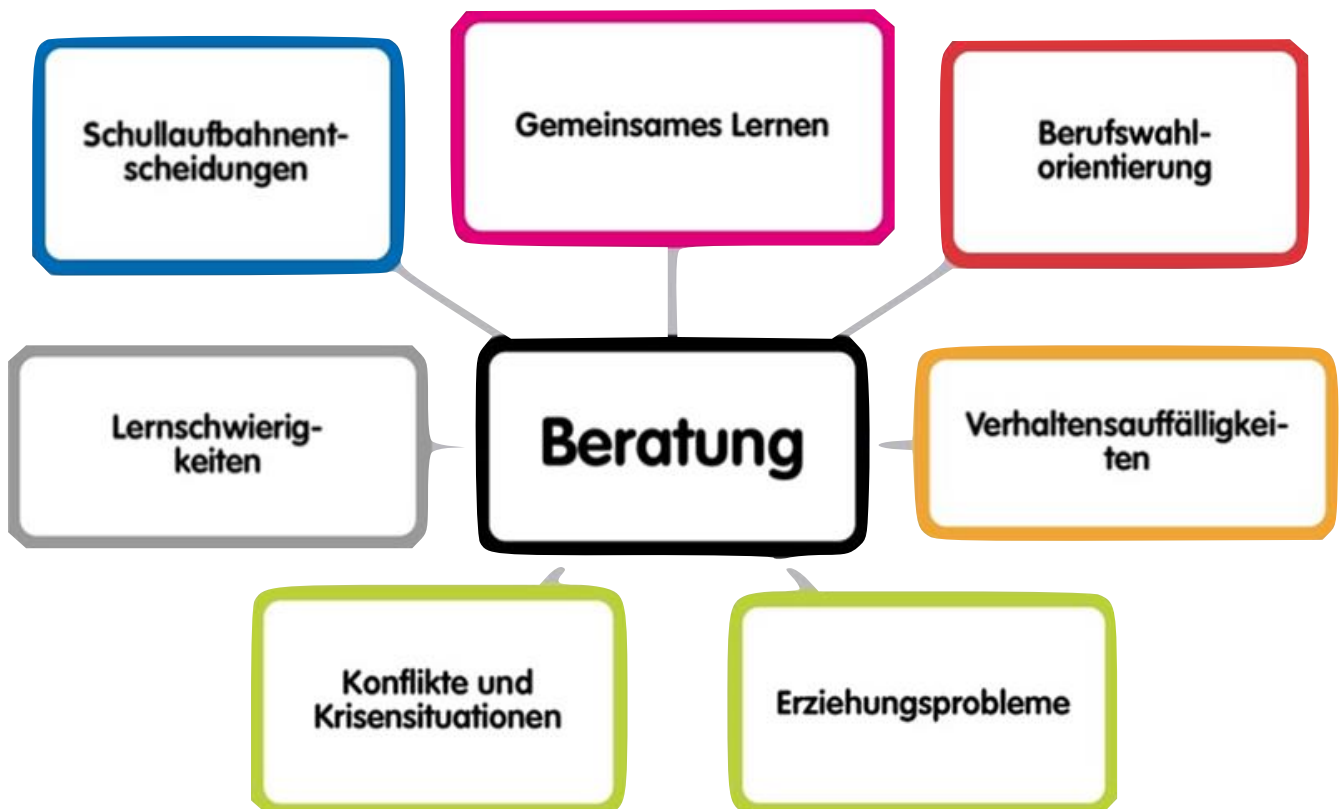 Schullaufbahnent-
scheidungen
Gemeinsames Lernen
Berufswahl-
orientierung
Lernschwierig-
keiten
Beratung
Verhaltensauffälligkei-
ten
Konflikte und
Krisensituationen
Erziehungsprobleme